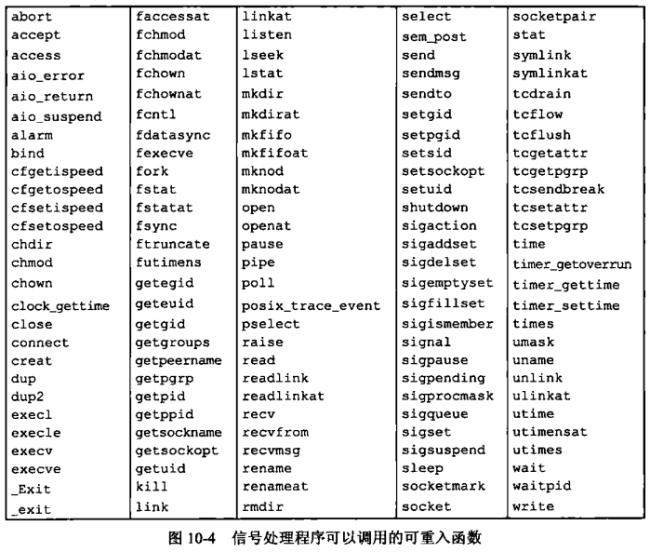 abort
accept
access
aio_error
aio_return
aio_suspend
alarm
bind
cfgetispeed
cfgetospeed
cfsetispeed
cfsetospeed
chdir
chmod
chown
clock_gettime
close
connect
creat
dup
dup2
execl
execle
execv
execve
_Exit
_exit
faccessat
fchmod
fchmodat
fchown
fchownat
fcntl
fdatasync
fexecve
fork
fstat
fstatat
fsync
ftruncate
futimens
getegid
geteuid
getgid
getgroups
getpeername
getpgrp
getpid
getppid
getsockname
getsockopt
getuid
kill
link
linkat
listen
lseek
lstat
mkdir
mkdirat
mkfifo
mkfifoat
mknod
mknodat
open
openat
pause
pipe
poll
posix_trace_event
pselect
raise
read
readlink
readlinkat
recv
recvfrom
recvmsg
rename
renameat
rmdir
select
sem_post
send
sendmsg
sendto
setgid
setpgid
setsid
setsockopt
setuid
shutdown
sigaction
sigaddset
sigdelset
sigemptyset
sigfillset
sigismember
signal
sigpause
sigpending
sigprocmask
sigqueue
sigset
sigsuspend
sleep
socketmark
socket
socketpair
stat
symlink
symlinkat
tcdrain
tcflow
tcflush
tcgetattr
tcgetpgrp
tcsendbreak
tcsetattr
tcsetpgrp
time
timer_getoverrun
timer_gettime
timer_settime
times
umask
uname
unlink
ulinkat
utime
utimensat
utimes
wait
waitpid
write
图 10-4 信号处理程序可以调用的可重入函数